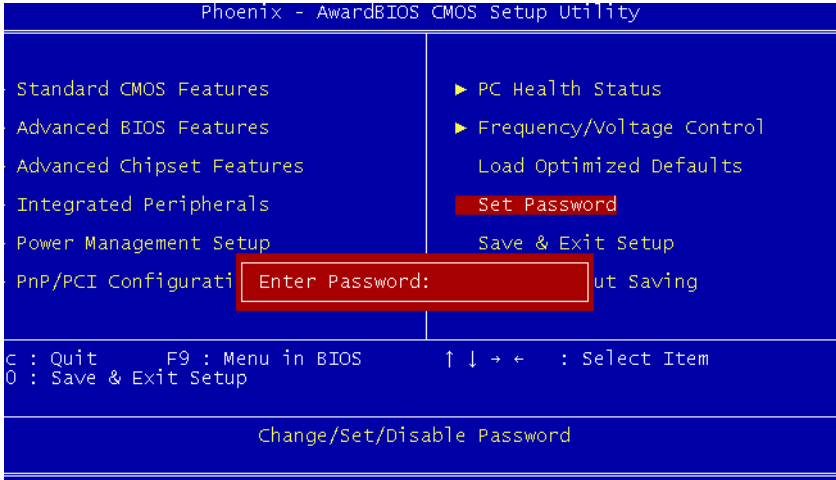 Phoenix - AwardBIOS CMOS Setup Utility
Standard CMOS Features
Advanced BIOS Features
Advanced Chipset Features
Integrated Peripherals
Power Management Setup
PnP/PCI Configurati
► PC Health Status
► Frequency/Voltage Control
Load Optimized Defaults
Set Password
Save & Exit Setup
ut Saving
Enter Password:
c : Quit F9 : Menu in BIOS ↑ ↓ → ← : Select Item
0 : Save & Exit Setup
Change/Set/Disable Password